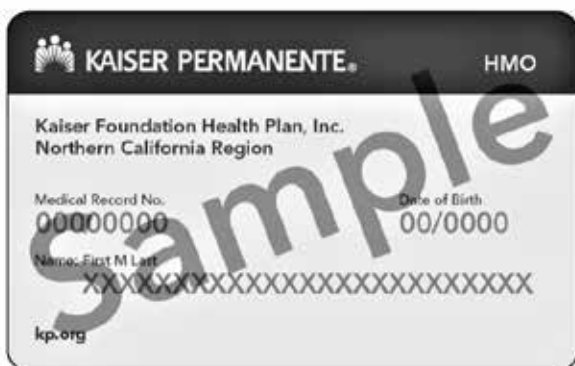 KAISER PERMANENTE® HMO
Kaiser Foundation Health Plan, Inc.
Northern California Region
Medical Record No. Date of Birth
00000000 00/0000
Name: First M Last
XXXXXXXXXXXXXXXXXXXXXXXXX
kp.org
Sample